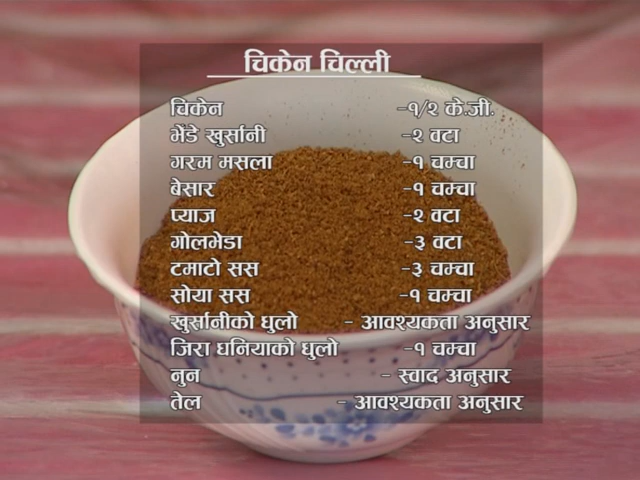 चिकेन चिल्ली
चिकेन -१/२ के.जी.
भेंडे खुर्सानी -२ वटा
गरम मसला -१ चम्चा
बेसार -१ चम्चा
प्याज -२ वटा
गोलभेडा -३ वटा
टमाटो सस -३ चम्चा
सोया सस -१ चम्चा
खुर्सानीको धुलो - आवश्यकता अनुसार
जिरा धनियाको धुलो -१ चम्चा
नुन - स्वाद अनुसार
तेल - आवश्यकता अनुसार